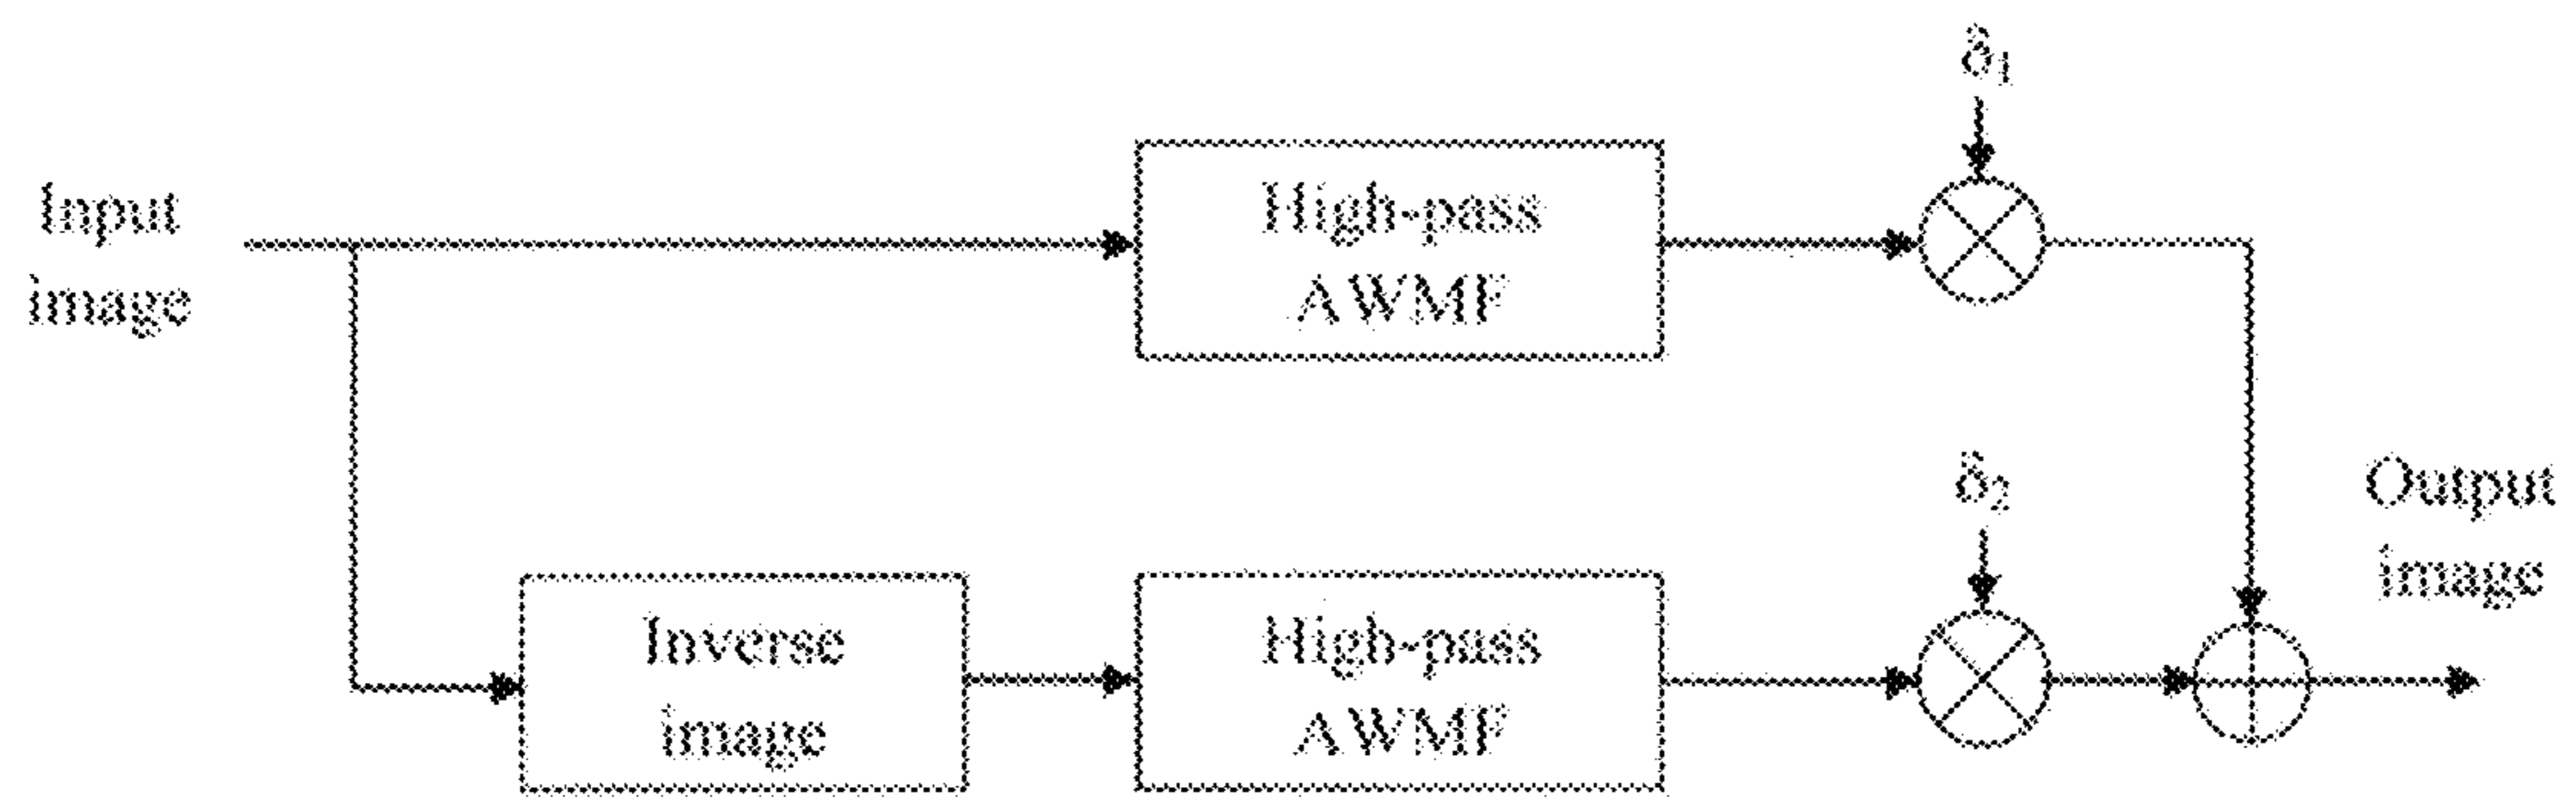 δ1
Input
image
High-pass
AWMF
δ2
Output
image
Inverse
image
High-pass
AWMF